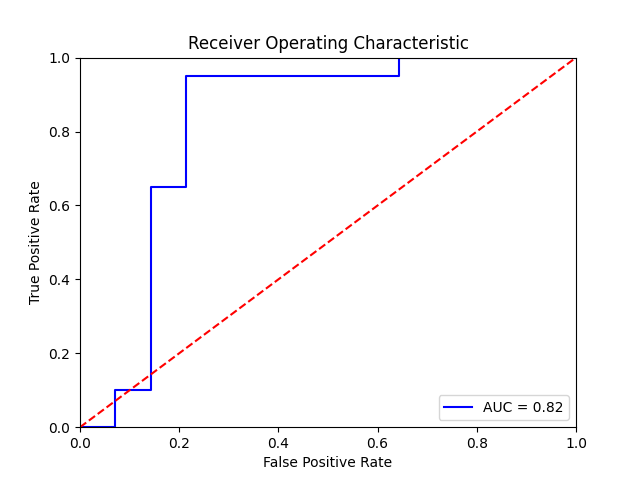 Receiver Operating Characteristic
True Positive Rate
1.0
0.8
0.6
0.4
0.2
0.0
AUC = 0.82
0.0 0.2 0.4 0.6 0.8 1.0
False Positive Rate